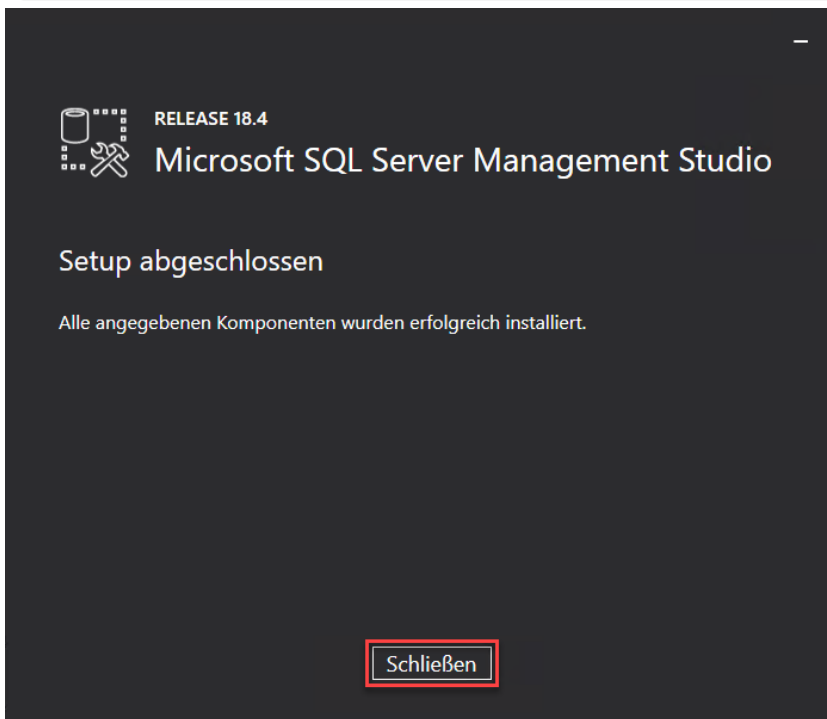 RELEASE 18.4
Microsoft SQL Server Management Studio
Setup abgeschlossen
Alle angegebenen Komponenten wurden erfolgreich installiert.
Schließen